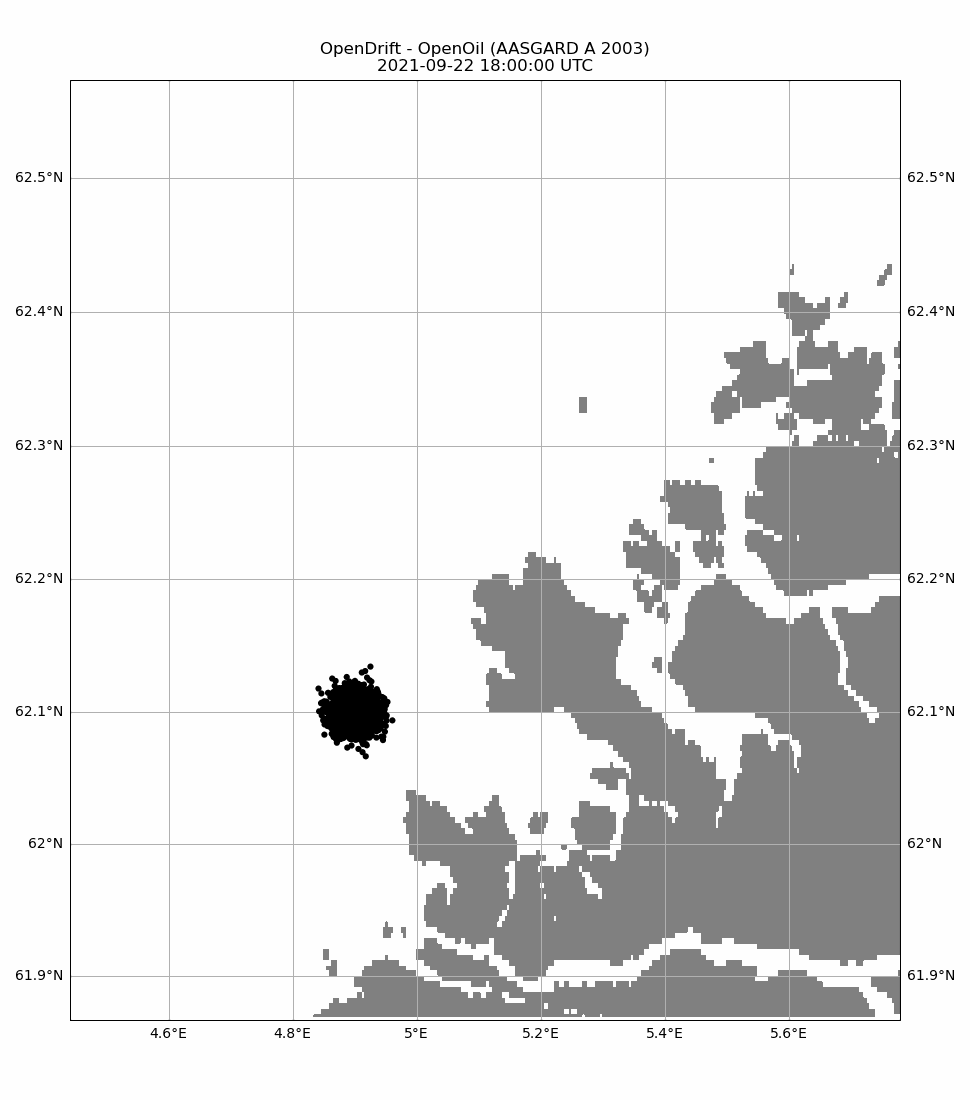 OpenDrift - OpenOil (AASGARD A 2003)
2021-09-22 18:00:00 UTC
62.5°N 62.5°N
62.4°N 62.4°N
62.3°N 62.3°N
62.2°N 62.2°N
62.1°N 62.1°N
62°N 62°N
61.9°N 61.9°N
4.6°E 4.8°E 5°E 5.2°E 5.4°E 5.6°E